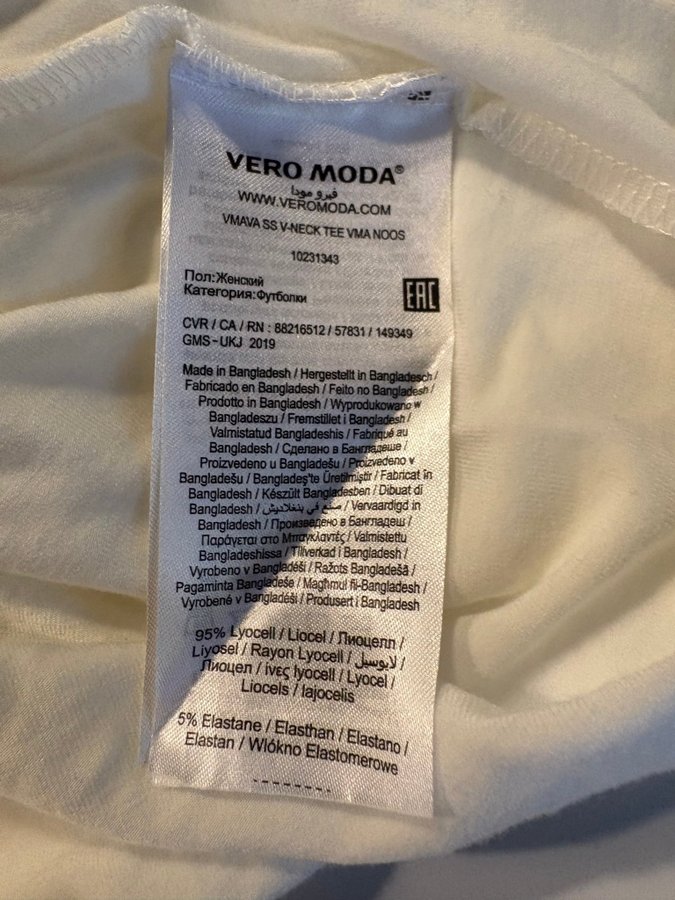 VERO MODA®
فيرو مودا
WWW.VEROMODA.COM
VMAVA SS V-NECK TEE VMA NOOS
10231343
Пол:Женский
Категория:Футболки
EAC
CVR / CA / RN : 88216512 / 57831 / 149349
GMS-UKJ 2019
Made in Bangladesh / Hergestellt in Bangladesch /
Fabricado en Bangladesh / Feito no Bangladesh /
Prodotto in Bangladesh / Wyprodukowano w
Bangladeszu / Fremstillet i Bangladesh /
Valmistatud Bangladeshis / Fabriqué au
Bangladesh / Сделано в Бангладеше /
Proizvedeno u Bangladešu / Proizvedeno v
Bangladešu / Bangladeş'te Üretilmiştir / Fabricat în
Bangladesh / Készült Bangladesben / Dibuat di
Bangladesh / صنع في بنغلاديش / Vervaardigd in
Bangladesh / Произведено в Бангладеш /
Παράγεται στο Μπαγκλαντές / Valmistettu
Bangladeshissa / Tillverkad i Bangladesh /
Vyrobeno v Bangladéši / Ražots Bangladešā /
Pagaminta Bangladeše / Magħmul fil-Bangladesh /
Vyrobené v Bangladéši / Produsert i Bangladesh
95% Lyocell / Liocel / Лиоцелл /
Liyosel / Rayon Lyocell / لايوسيل /
Лиоцел / ίνες lyocell / Lyocel /
Liocels / lajocelis
5% Elastane / Elasthan / Elastano /
Elastan / Włókno Elastomerowe